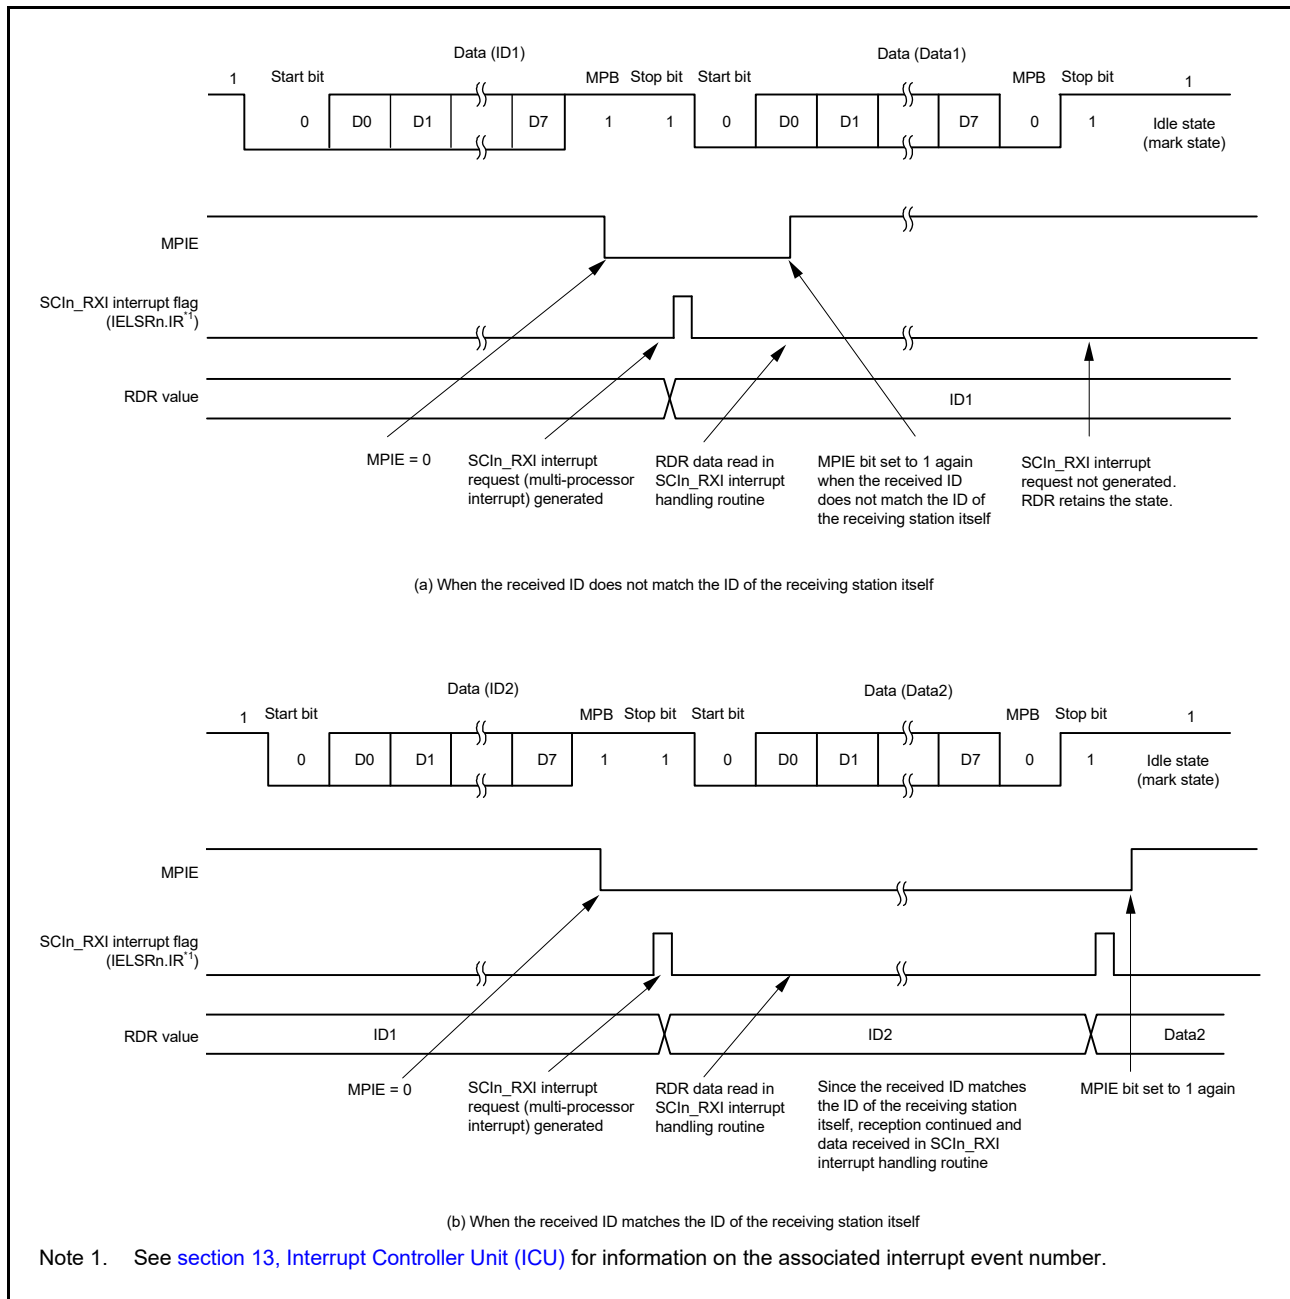 Data (ID1) Data (Data1)
1 Start bit MPB Stop bit Start bit MPB Stop bit 1
0 D0 D1 D7 1 1 0 D0 D1 D7 0 1 Idle state
(mark state)
MPIE
SCIn_RXI interrupt flag
(IELSRn.IR*1)
RDR value ID1
MPIE = 0
SCIn_RXI interrupt
request (multi-processor
interrupt) generated
RDR data read in
SCIn_RXI interrupt
handling routine
MPIE bit set to 1 again
when the received ID
does not match the ID of
the receiving station itself
SCIn_RXI interrupt
request not generated.
RDR retains the state.
(a) When the received ID does not match the ID of the receiving station itself
Data (ID2) Data (Data2)
1 Start bit MPB Stop bit Start bit MPB Stop bit 1
0 D0 D1 D7 1 1 0 D0 D1 D7 0 1 Idle state
(mark state)
MPIE
SCIn_RXI interrupt flag
(IELSRn.IR*1)
RDR value ID1 ID2 Data2
MPIE = 0
SCIn_RXI interrupt
request (multi-processor
interrupt) generated
RDR data read in
SCIn_RXI interrupt
handling routine
Since the received ID matches
the ID of the receiving station
itself, reception continued and
data received in SCIn_RXI
interrupt handling routine
MPIE bit set to 1 again
(b) When the received ID matches the ID of the receiving station itself
Note 1. See section 13, Interrupt Controller Unit (ICU) for information on the associated interrupt event number.